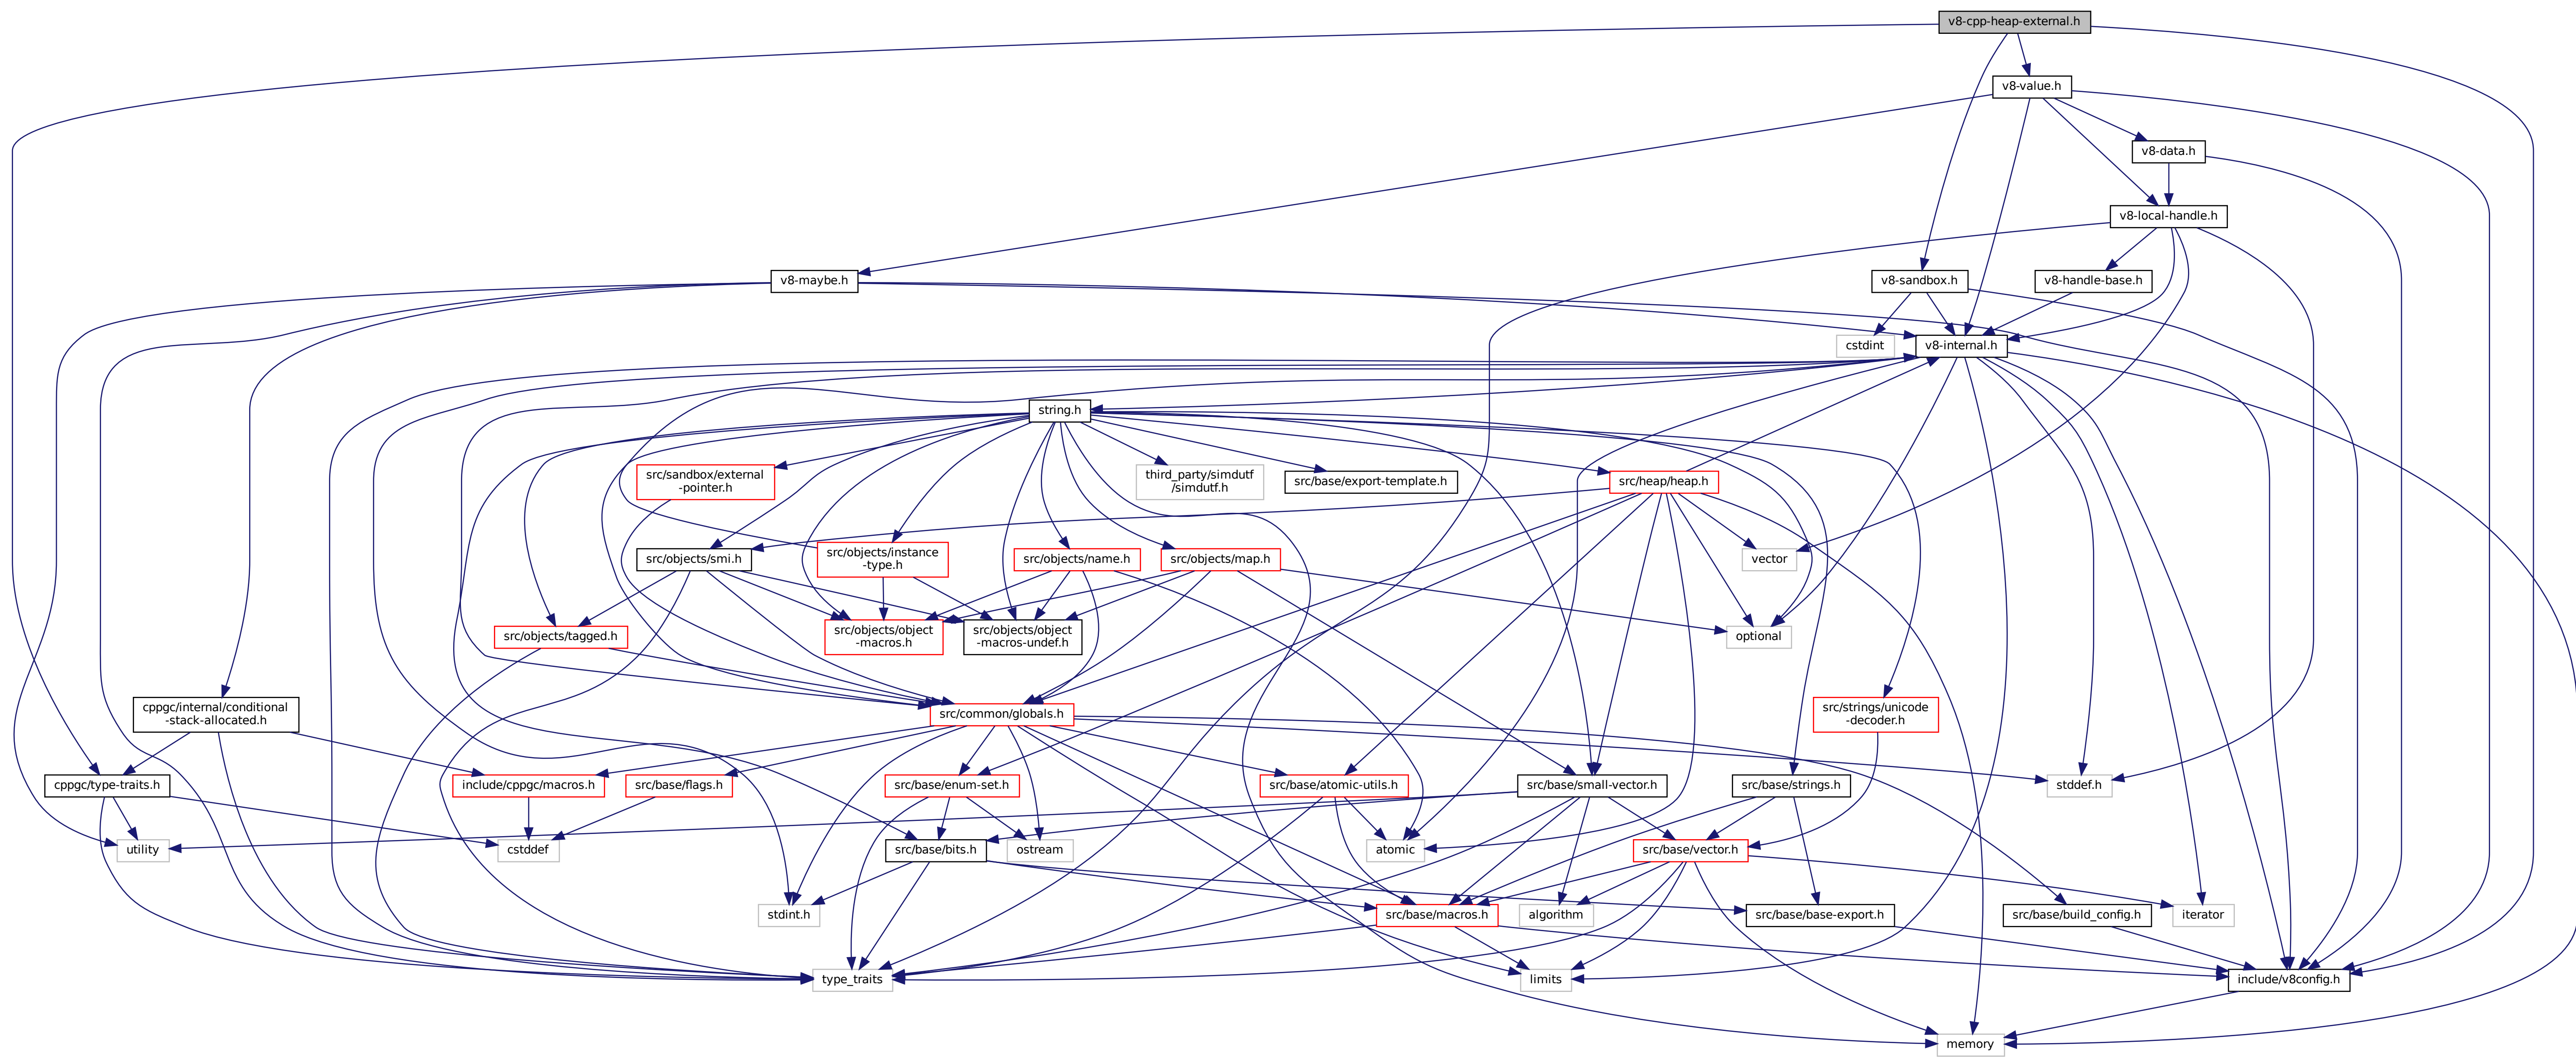 v8-cpp-heap-external.h
v8-value.h
v8-data.h
v8-local-handle.h
v8-maybe.h
v8-sandbox.h
v8-handle-base.h
cstdint
v8-internal.h
string.h
src/sandbox/external
-pointer.h
third_party/simdutf
/simdutf.h
src/base/export-template.h
src/heap/heap.h
src/objects/smi.h
src/objects/instance
-type.h
src/objects/name.h
src/objects/map.h
vector
src/objects/tagged.h
src/objects/object
-macros.h
src/objects/object
-macros-undef.h
optional
cppgc/internal/conditional
-stack-allocated.h
src/common/globals.h
src/strings/unicode
-decoder.h
cppgc/type-traits.h
include/cppgc/macros.h
src/base/flags.h
src/base/enum-set.h
src/base/atomic-utils.h
src/base/small-vector.h
src/base/strings.h
stddef.h
utility
cstddef
src/base/bits.h
ostream
atomic
src/base/vector.h
stdint.h
src/base/macros.h
algorithm
src/base/base-export.h
src/base/build_config.h
iterator
type_traits
limits
include/v8config.h
memory